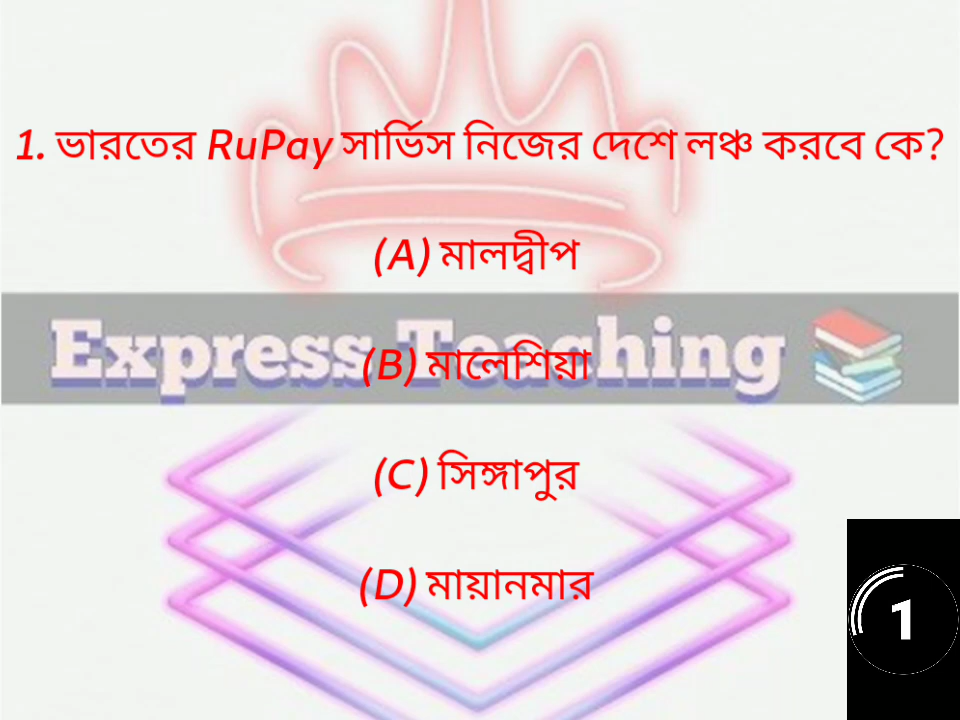 1. ভারতের RuPay সার্ভিস নিজের দেশে লঞ্চ করবে কে?
(A) মালদ্বীপ
Express Teaching
(B) মালেশিয়া
(C) সিঙ্গাপুর
(D) মায়ানমার
1